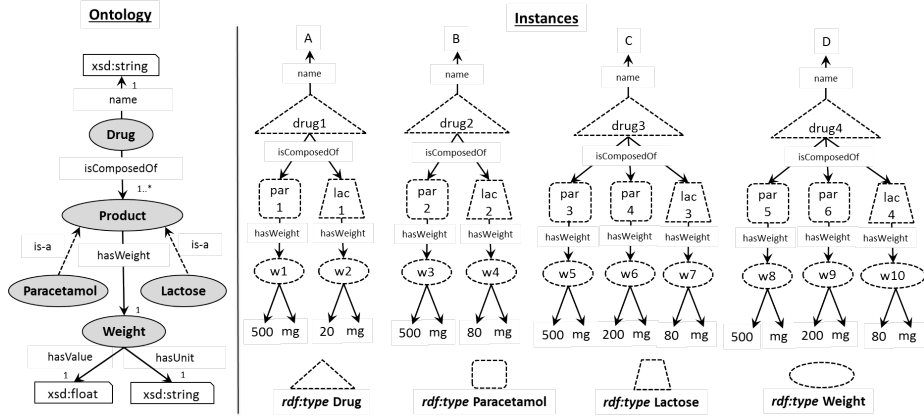 Ontology
Instances
xsd:string
1
name
Drug
isComposedOf
1..*
Product
is-a
hasWeight
is-a
Paracetamol
Lactose
1
Weight
hasValue
hasUnit
1
1
xsd:float
xsd:string
A
name
drug1
isComposedOf
par
1
lac
1
hasWeight
hasWeight
w1
w2
500 mg
20 mg
B
name
drug2
isComposedOf
par
2
lac
2
hasWeight
hasWeight
w3
w4
500 mg
80 mg
C
name
drug3
isComposedOf
par
3
par
4
lac
3
hasWeight
hasWeight
hasWeight
w5
w6
w7
500 mg
200 mg
80 mg
D
name
drug4
isComposedOf
par
5
par
6
lac
4
hasWeight
hasWeight
hasWeight
w8
w9
w10
500 mg
200 mg
80 mg
rdf:type Drug
rdf:type Paracetamol
rdf:type Lactose
rdf:type Weight